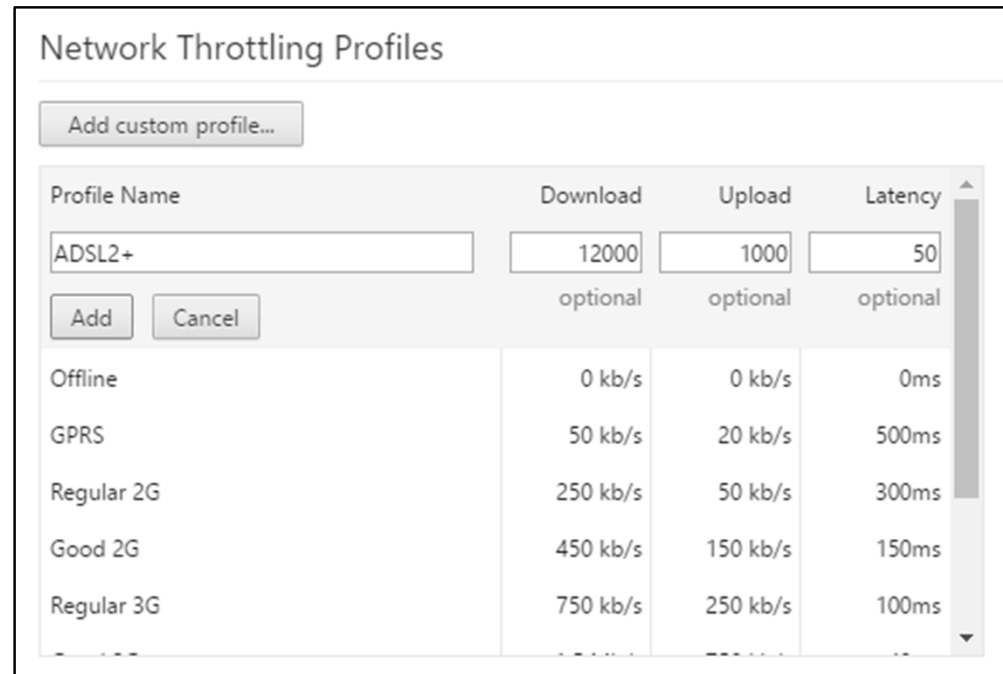 Network Throttling Profiles
Add custom profile...
Profile Name Download Upload Latency
ADSL2+ 12000 1000 50
optional optional optional
Add Cancel
Offline 0 kb/s 0 kb/s 0ms
GPRS 50 kb/s 20 kb/s 500ms
Regular 2G 250 kb/s 50 kb/s 300ms
Good 2G 450 kb/s 150 kb/s 150ms
Regular 3G 750 kb/s 250 kb/s 100ms